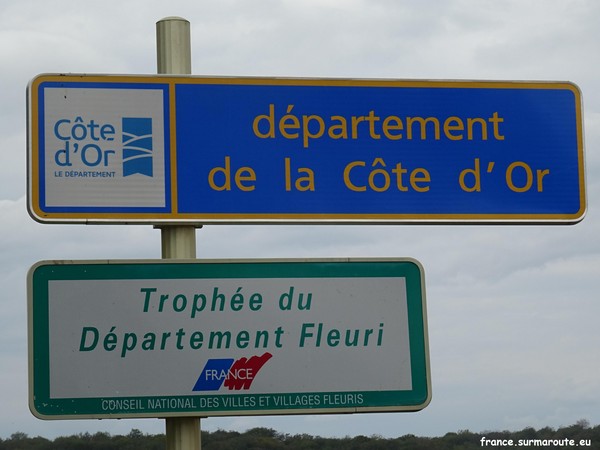 Côte
d'Or
LE DÉPARTEMENT
département
de la Côte d'Or
Trophée du
Département Fleuri
FRANCE
CONSEIL NATIONAL DES VILLES ET VILLAGES FLEURIS
france.surmaroute.eu